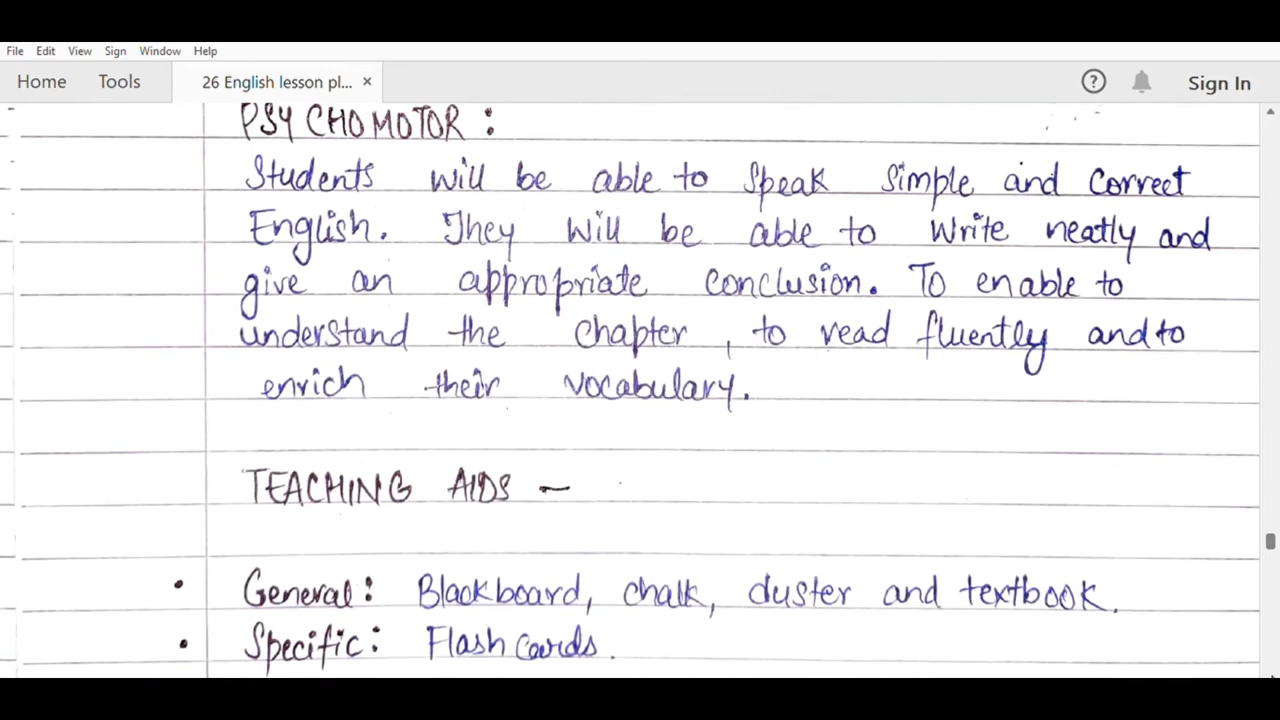 File Edit View Sign Window Help
Home Tools 26 English lesson pl... × ? Sign In
PSYCHOMOTOR :
Students will be able to speak simple and correct
English. They will be able to write neatly and
give an appropriate conclusion. To enable to
understand the chapter, to read fluently and to
enrich their vocabulary.
TEACHING AIDS –
• General : Blackboard, chalk, duster and textbook.
• Specific : Flash cards.